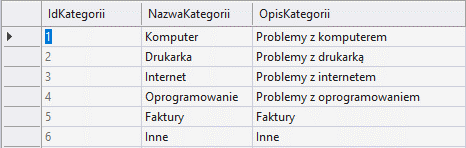 IdKategorii NazwaKategorii OpisKategorii
1 Komputer Problemy z komputerem
2 Drukarka Problemy z drukarką
3 Internet Problemy z internetem
4 Oprogramowanie Problemy z oprogramowaniem
5 Faktury Faktury
6 Inne Inne